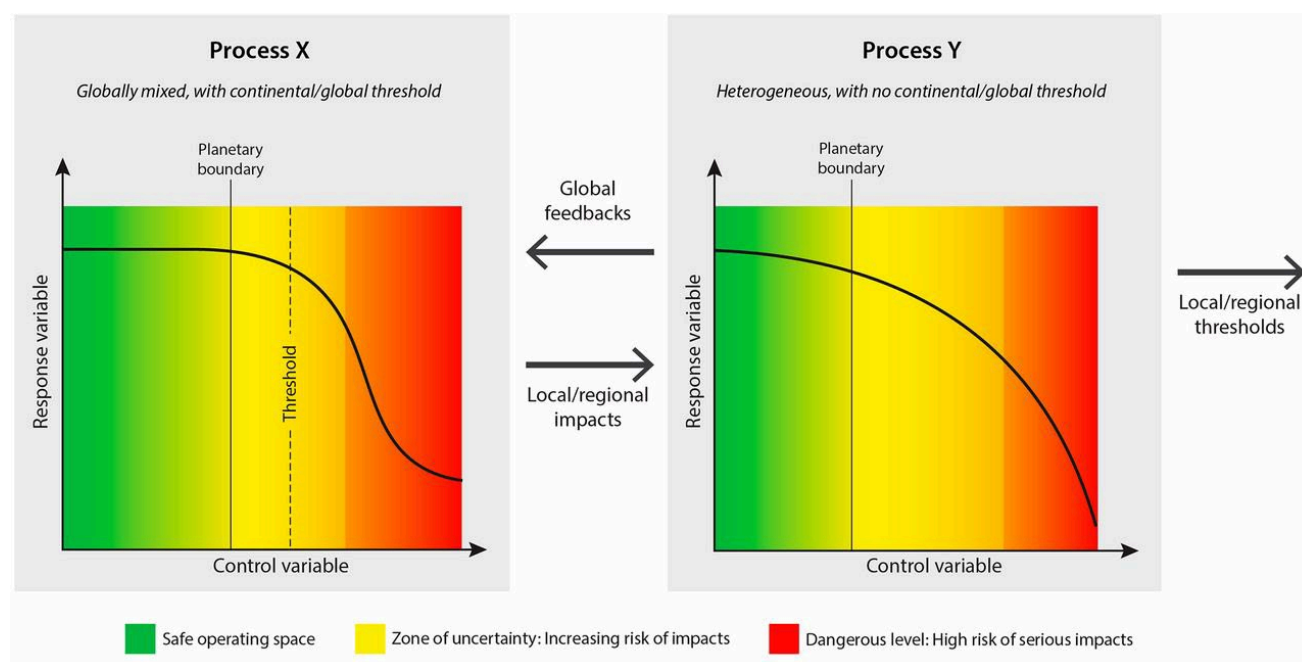 Process X
Globally mixed, with continental/global threshold
Planetary
boundary
Threshold
Response variable
Control variable
Global
feedbacks
Local/regional
impacts
Process Y
Heterogeneous, with no continental/global threshold
Planetary
boundary
Response variable
Control variable
Local/regional
thresholds
Safe operating space
Zone of uncertainty: Increasing risk of impacts
Dangerous level: High risk of serious impacts